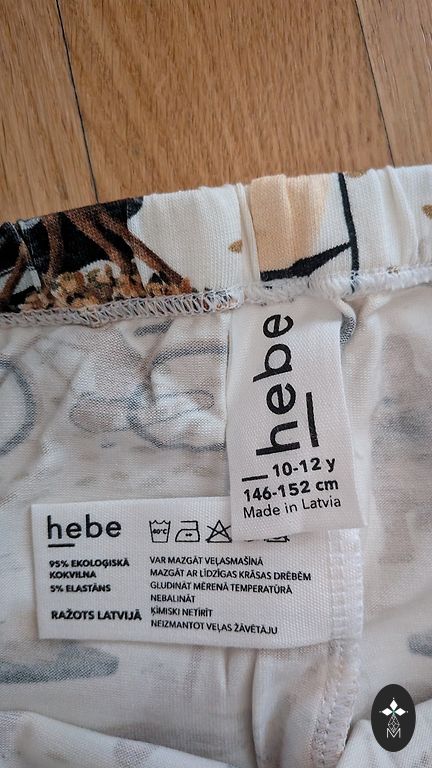 hebe
10-12 y
146-152 cm
Made in Latvia
hebe
95% EKOLOĢISKĀ
KOKVILNA
5% ELASTĀNS
RAŽOTS LATVIJĀ
VAR MAZGĀT VEĻASMAŠĪNĀ
MAZGĀT AR LĪDZĪGAS KRĀSAS DRĒBĒM
GLUDINĀT MĒRENĀ TEMPERATŪRĀ
NEBALINĀT
ĶĪMISKI NETĪRĪT
NEIZMANTOT VEĻAS ŽĀVĒTĀJU